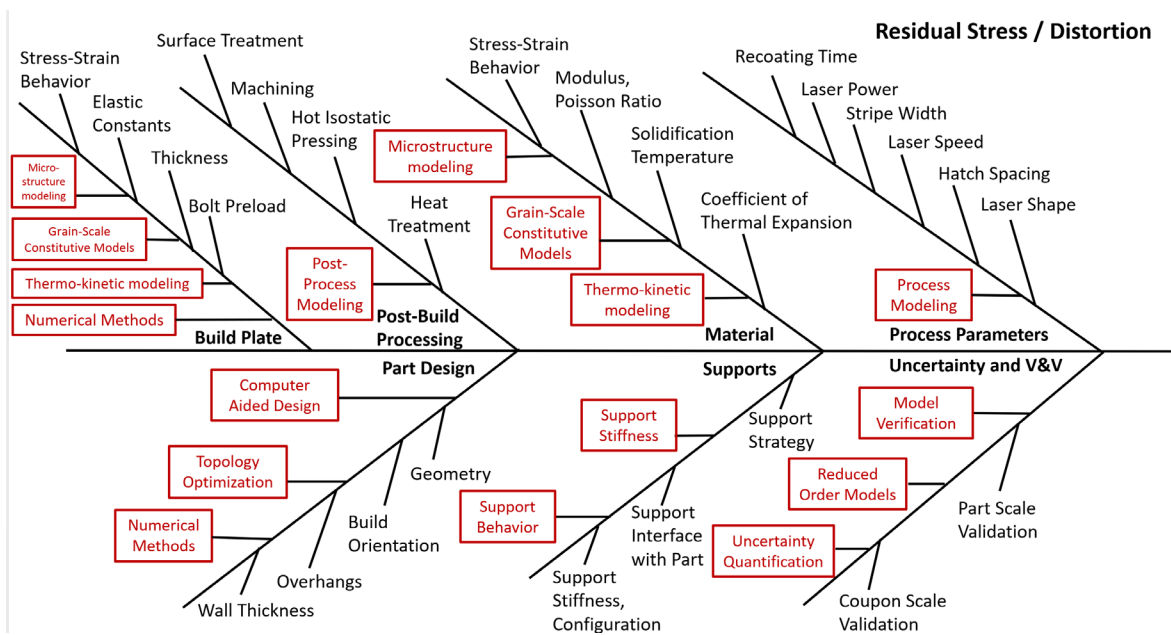 Residual Stress / Distortion
Stress-Strain
Behavior
Elastic
Constants
Thickness
Bolt Preload
Micro-
structure
modeling
Grain-Scale
Constitutive Models
Thermo-kinetic modeling
Numerical Methods
Build Plate
Surface Treatment
Machining
Hot Isostatic
Pressing
Heat
Treatment
Post-
Process
Modeling
Post-Build
Processing
Stress-Strain
Behavior
Modulus,
Poisson Ratio
Solidification
Temperature
Coefficient of
Thermal Expansion
Microstructure
modeling
Grain-Scale
Constitutive
Models
Thermo-kinetic
modeling
Material
Recoating Time
Laser Power
Stripe Width
Laser Speed
Hatch Spacing
Laser Shape
Process
Modeling
Process Parameters
Part Design
Computer
Aided Design
Topology
Optimization
Numerical
Methods
Geometry
Build
Orientation
Overhangs
Wall Thickness
Supports
Support
Stiffness
Support
Behavior
Support
Strategy
Support
Interface
with Part
Support
Stiffness,
Configuration
Uncertainty and V&V
Model
Verification
Reduced
Order Models
Uncertainty
Quantification
Part Scale
Validation
Coupon Scale
Validation